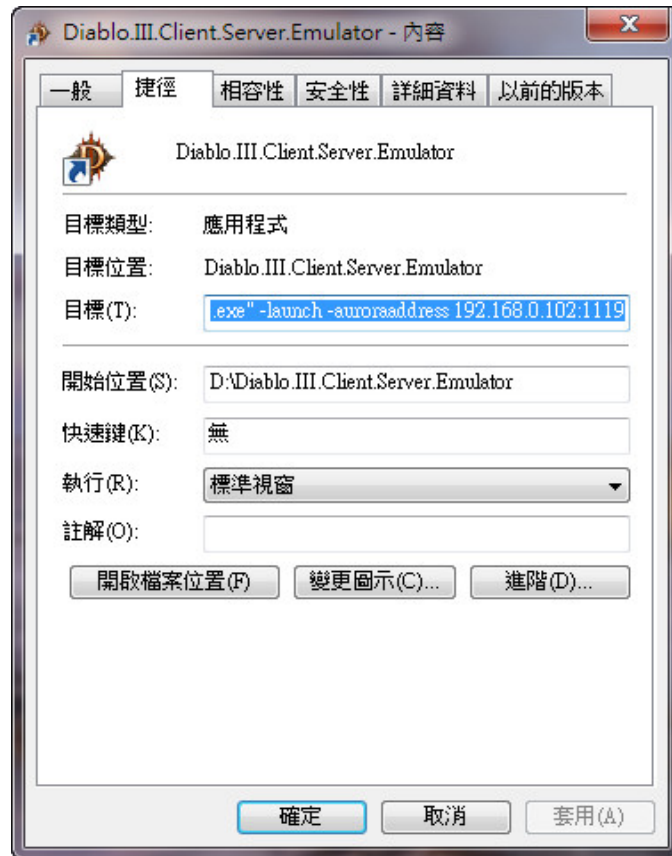 Diablo.III.Client.Server.Emulator - 內容
一般 捷徑 相容性 安全性 詳細資料 以前的版本
Diablo.III.Client.Server.Emulator
目標類型: 應用程式
目標位置: Diablo.III.Client.Server.Emulator
目標(T): .exe" -launch -auroraaddress 192.168.0.102:1119
開始位置(S): D:\Diablo.III.Client.Server.Emulator
快速鍵(K): 無
執行(R): 標準視窗
註解(O):
開啟檔案位置(F) 變更圖示(C)... 進階(D)...
確定 取消 套用(A)